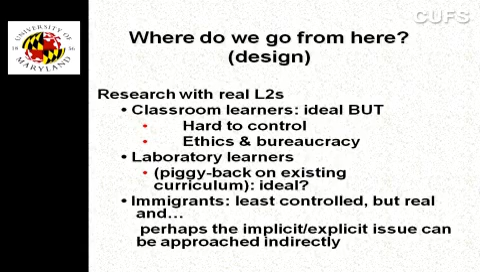 CUFS
UNIVERSITY OF
18 56
MARYLAND
Where do we go from here?
(design)
Research with real L2s
• Classroom learners: ideal BUT
• Hard to control
• Ethics & bureaucracy
• Laboratory learners
• (piggy-back on existing
curriculum): ideal?
• Immigrants: least controlled, but real
and…
perhaps the implicit/explicit issue can
be approached indirectly